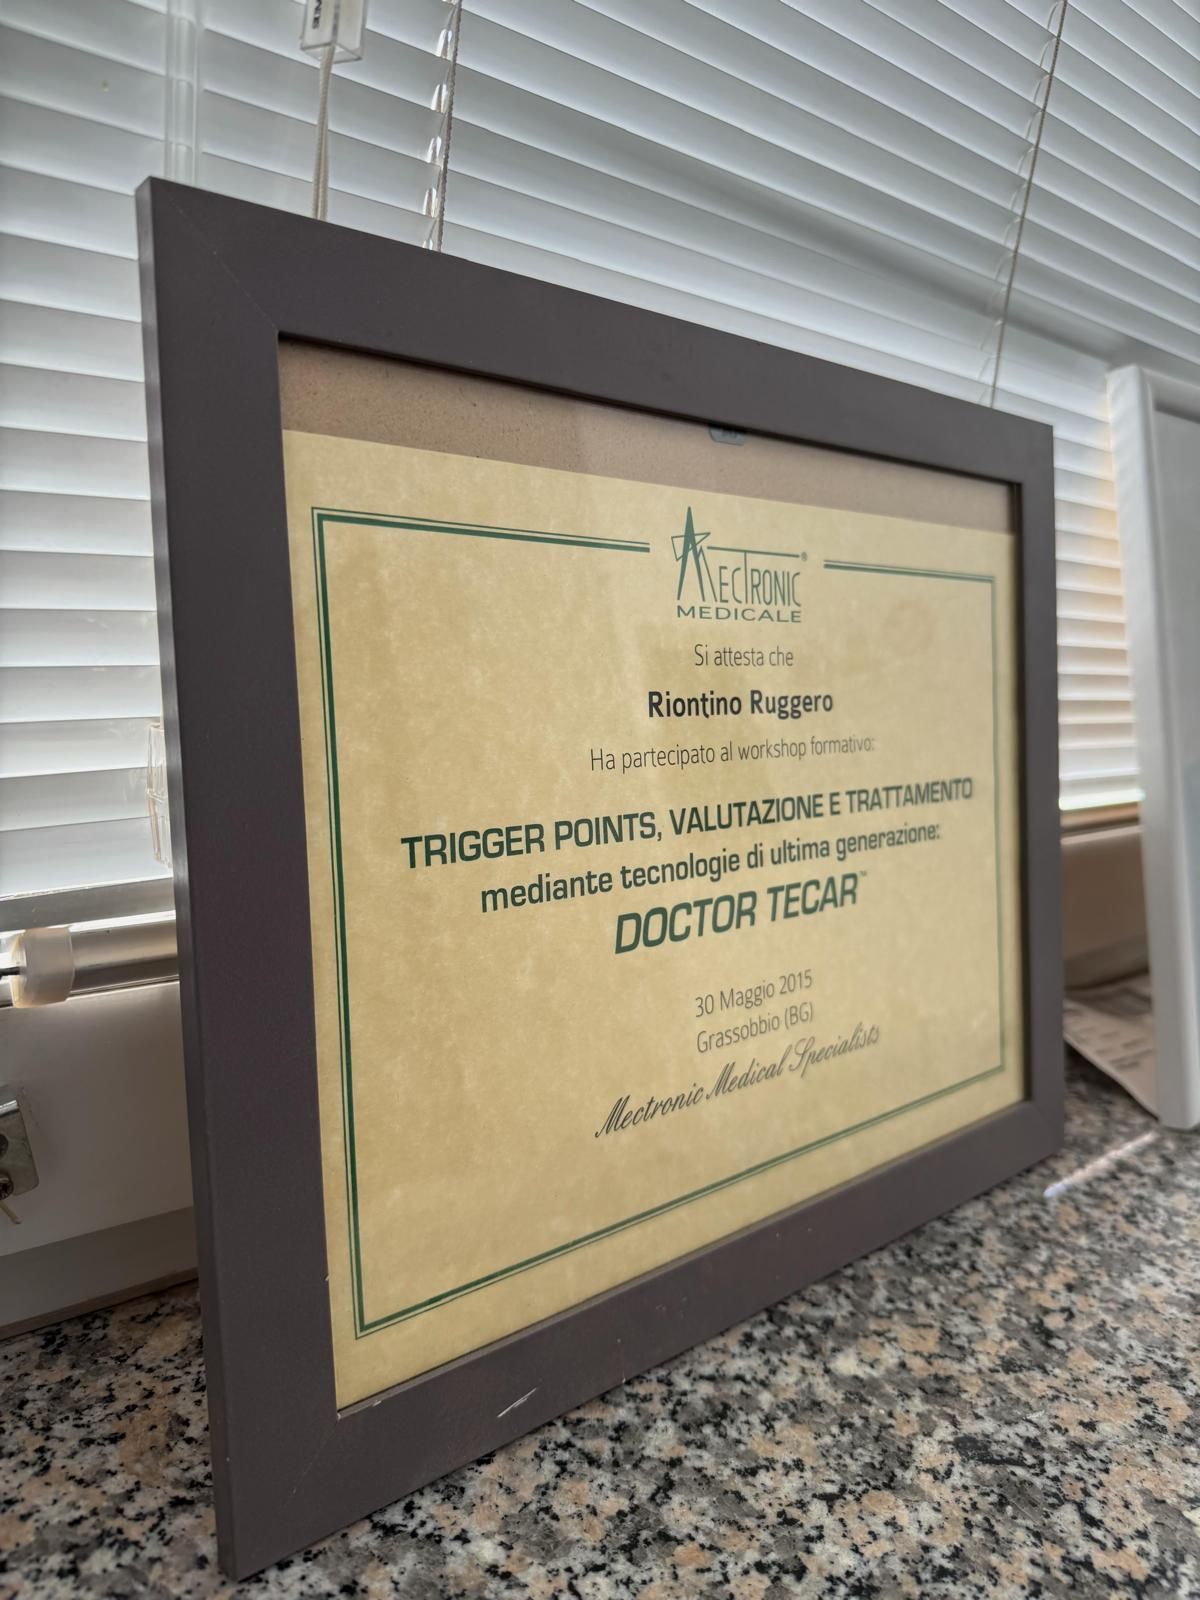 MECTRONIC®
MEDICALE
Si attesta che
Riontino Ruggero
Ha partecipato al workshop formativo:
TRIGGER POINTS, VALUTAZIONE E TRATTAMENTO
mediante tecnologie di ultima generazione:
DOCTOR TECAR™
30 Maggio 2015
Grassobbio (BG)
Mectronic Medical Specialists